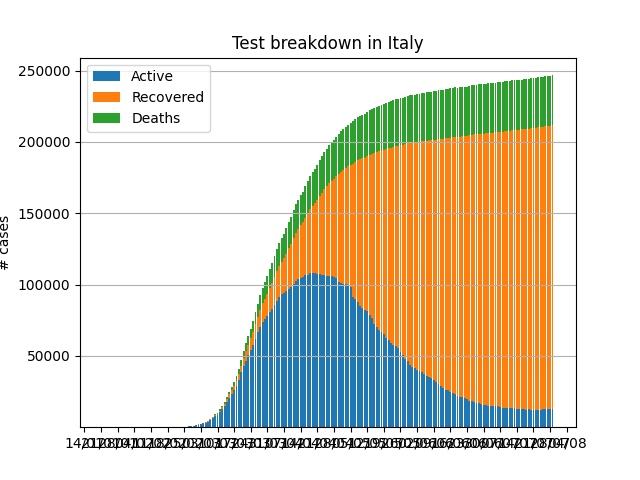 Test breakdown in Italy
Active
Recovered
Deaths
250000
200000
150000
100000
50000
# cases